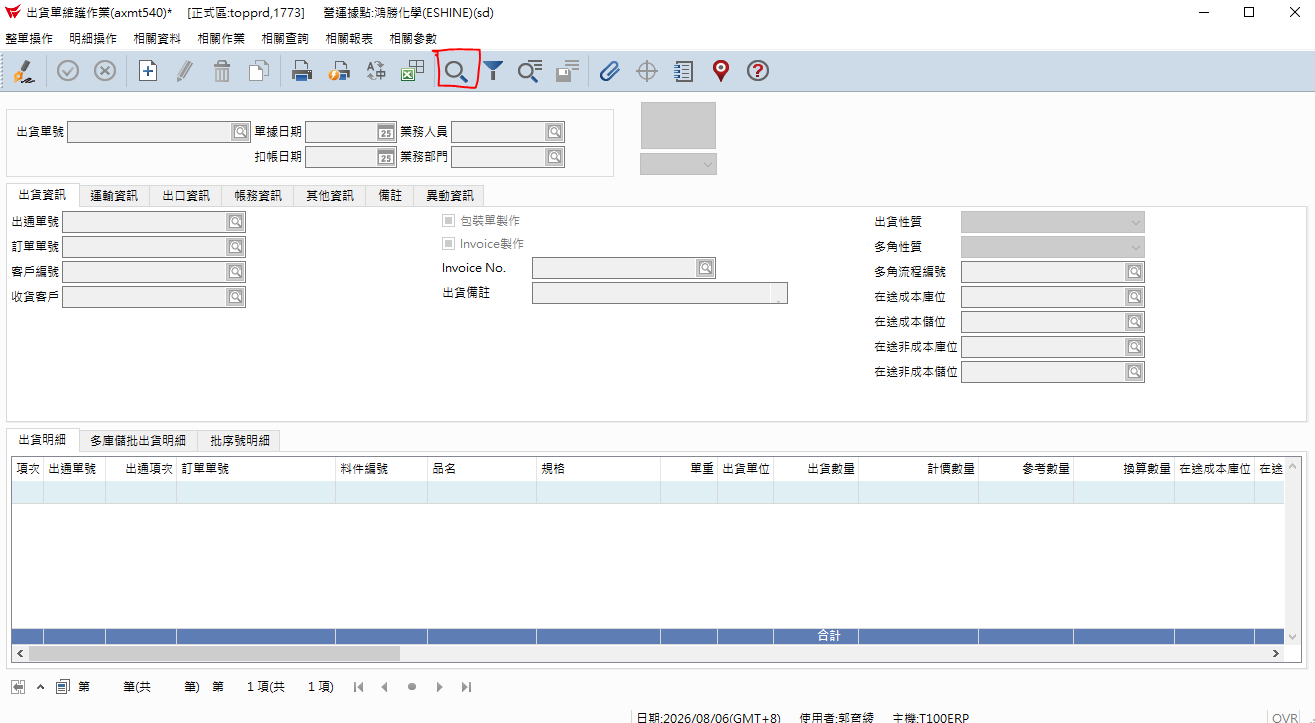 出貨單維護作業(axmt540)* [正式區:topprd,1773] 營運據點:鴻勝化學(ESHINE)(sd)
整單操作 明細操作 相關資料 相關作業 相關查詢 相關報表 相關參數
出貨單號 單據日期 25 業務人員
扣帳日期 25 業務部門
出貨資訊 運輸資訊 出口資訊 帳務資訊 其他資訊 備註 異動資訊
出通單號 包裝單製作 出貨性質
訂單單號 Invoice製作 多角性質
客戶編號 Invoice No. 多角流程編號
收貨客戶 出貨備註 在途成本庫位
在途成本儲位
在途非成本庫位
在途非成本儲位
出貨明細 多庫儲批出貨明細 批序號明細
項次 出通單號 出通項次 訂單單號 料件編號 品名 規格 單重 出貨單位 出貨數量 計價數量 參考數量 換算數量 在途成本庫位 在途
合計
第 筆(共 筆) 第 1 項(共 1 項)
日期:2026/08/06(GMT+8) 使用者:郭育綾 主機:T100ERP OVR